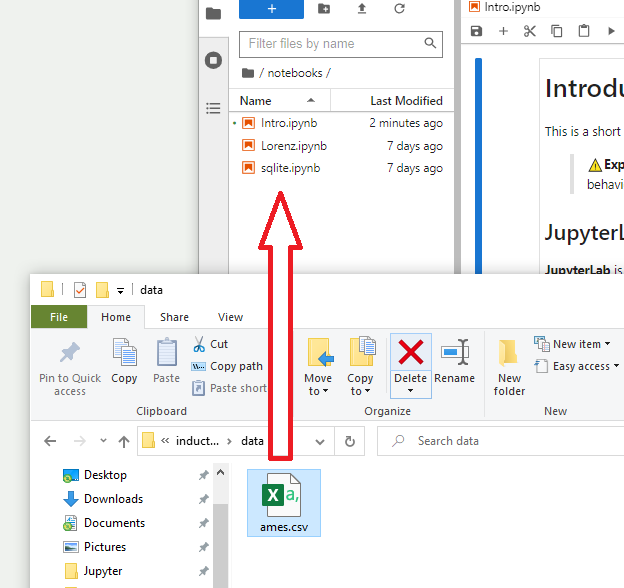 Intro.ipynb
Filter files by name
/ notebooks /
Name Last Modified
Intro.ipynb 2 minutes ago
Lorenz.ipynb 7 days ago
sqlite.ipynb 7 days ago
Introdu
This is a short
Exp
behavi
JupyterL
JupyterLab is
data
File Home Share View
Pin to Quick access
Copy
Paste
Cut
Copy path
Paste short
Clipboard
Move to
Copy to
Delete
Rename
Organize
New folder
New item
Easy access
New
« induct... › data
Search data
Desktop
Downloads
Documents
Pictures
Jupyter
X a,
ames.csv